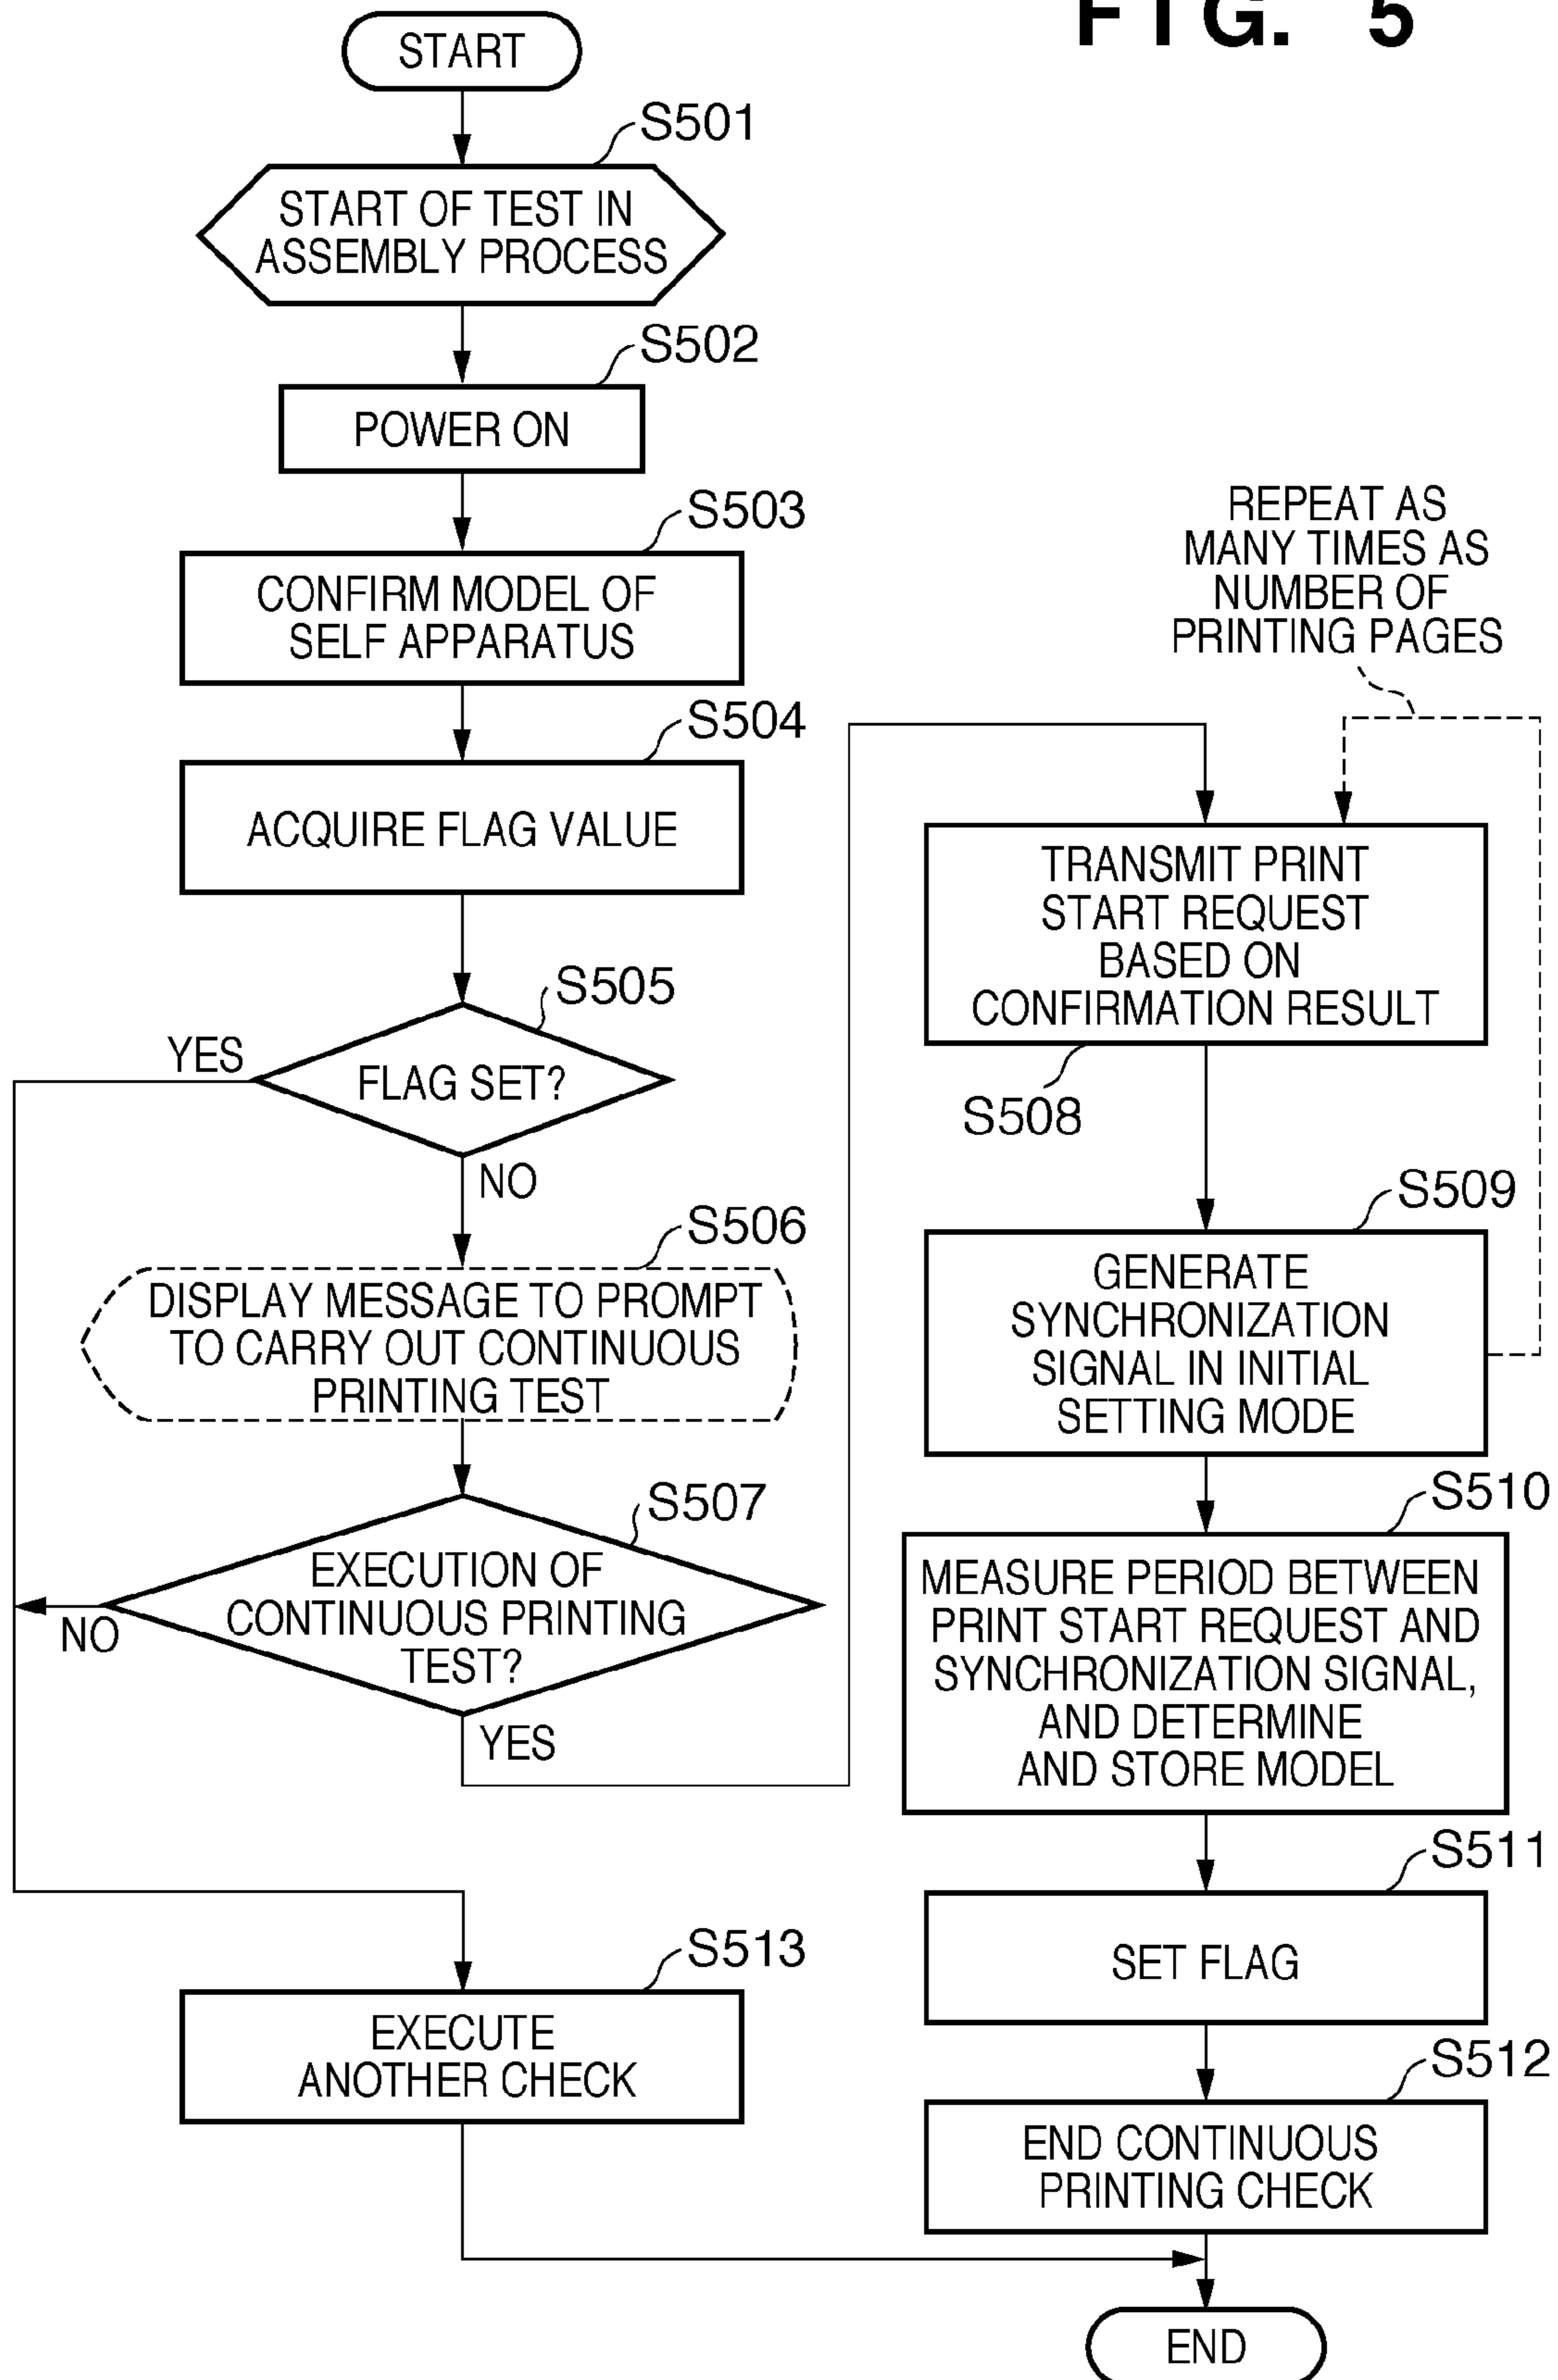 FIG. 5
START
S501
START OF TEST IN
ASSEMBLY PROCESS
S502
POWER ON
S503
CONFIRM MODEL OF
SELF APPARATUS
S504
ACQUIRE FLAG VALUE
S505
YES
FLAG SET?
NO
S506
DISPLAY MESSAGE TO PROMPT
TO CARRY OUT CONTINUOUS
PRINTING TEST
S507
EXECUTION OF
CONTINUOUS PRINTING
TEST?
NO
YES
S513
EXECUTE
ANOTHER CHECK
REPEAT AS
MANY TIMES AS
NUMBER OF
PRINTING PAGES
TRANSMIT PRINT
START REQUEST
BASED ON
CONFIRMATION RESULT
S508
S509
GENERATE
SYNCHRONIZATION
SIGNAL IN INITIAL
SETTING MODE
S510
MEASURE PERIOD BETWEEN
PRINT START REQUEST AND
SYNCHRONIZATION SIGNAL,
AND DETERMINE
AND STORE MODEL
S511
SET FLAG
S512
END CONTINUOUS
PRINTING CHECK
END